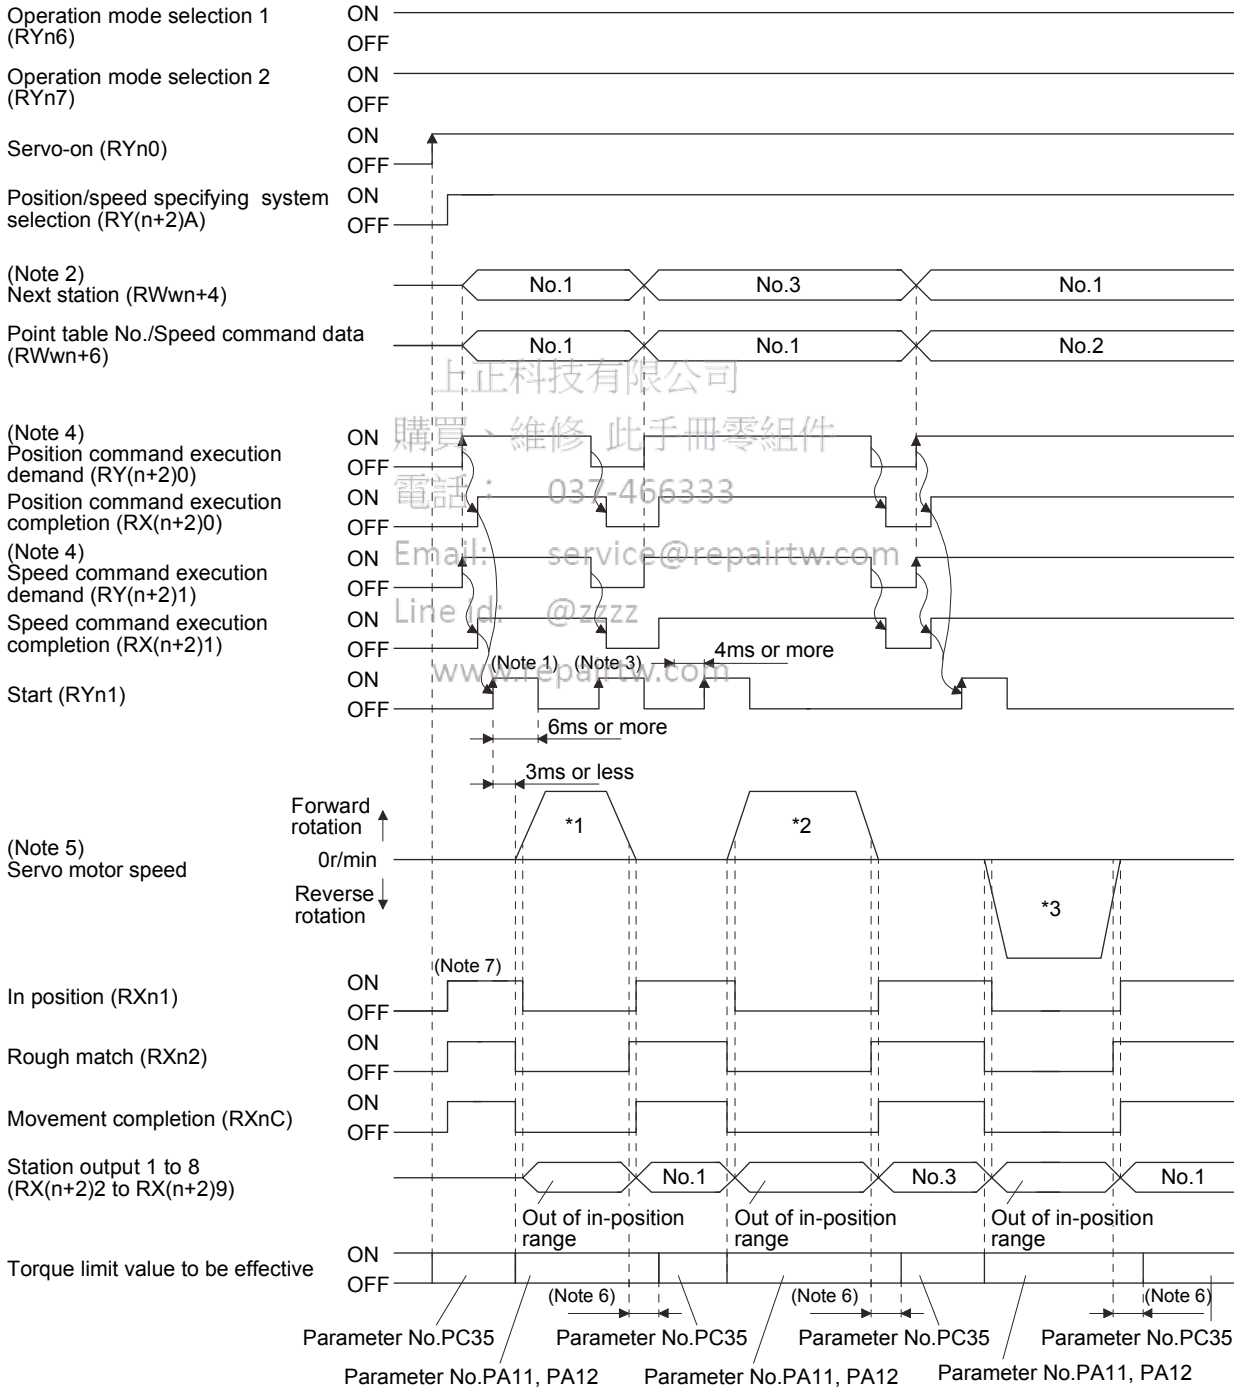 Operation mode selection 1
(RYn6)
ON
OFF
Operation mode selection 2
(RYn7)
ON
OFF
Servo-on (RYn0)
ON
OFF
Position/speed specifying system
selection (RY(n+2)A)
ON
OFF
(Note 2)
Next station (RWwn+4)
No.1
No.3
No.1
Point table No./Speed command data
(RWwn+6)
No.1
No.1
No.2
上正科技有限公司
購買、維修 此手冊零組件
電話： 037-466333
Email: service@repairtw.com
Line id: @zzzz
www.repairtw.com
(Note 4)
Position command execution
demand (RY(n+2)0)
ON
OFF
Position command execution
completion (RX(n+2)0)
ON
OFF
(Note 4)
Speed command execution
demand (RY(n+2)1)
ON
OFF
Speed command execution
completion (RX(n+2)1)
ON
OFF
(Note 1) (Note 3)
4ms or more
Start (RYn1)
ON
OFF
6ms or more
3ms or less
Forward
rotation
(Note 5)
Servo motor speed
0r/min
Reverse
rotation
*1
*2
*3
(Note 7)
In position (RXn1)
ON
OFF
Rough match (RXn2)
ON
OFF
Movement completion (RXnC)
ON
OFF
Station output 1 to 8
(RX(n+2)2 to RX(n+2)9)
No.1
No.3
No.1
Out of in-position
range
Out of in-position
range
Out of in-position
range
Torque limit value to be effective
ON
OFF
(Note 6)
(Note 6)
(Note 6)
Parameter No.PC35
Parameter No.PC35
Parameter No.PC35
Parameter No.PC35
Parameter No.PA11, PA12
Parameter No.PA11, PA12
Parameter No.PA11, PA12